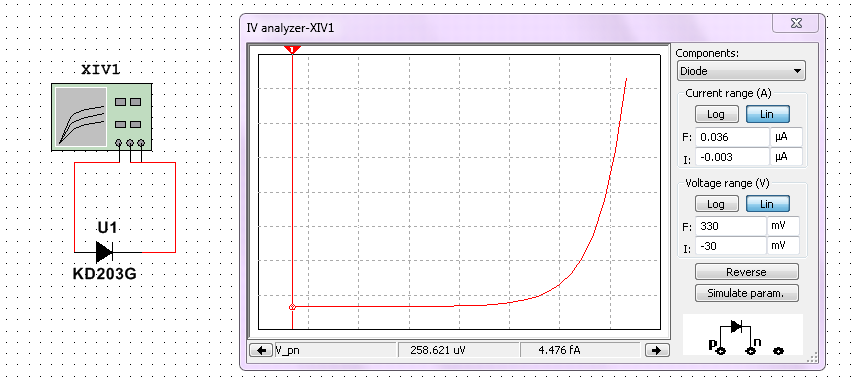 XIV1
U1
KD203G
IV analyzer-XIV1
1
Components:
Diode
Current range (A)
Log Lin
F: 0.036 µA
I: -0.003 µA
Voltage range (V)
Log Lin
F: 330 mV
I: -30 mV
Reverse
Simulate param.
p n
V_pn 258.621 uV 4.476 fA